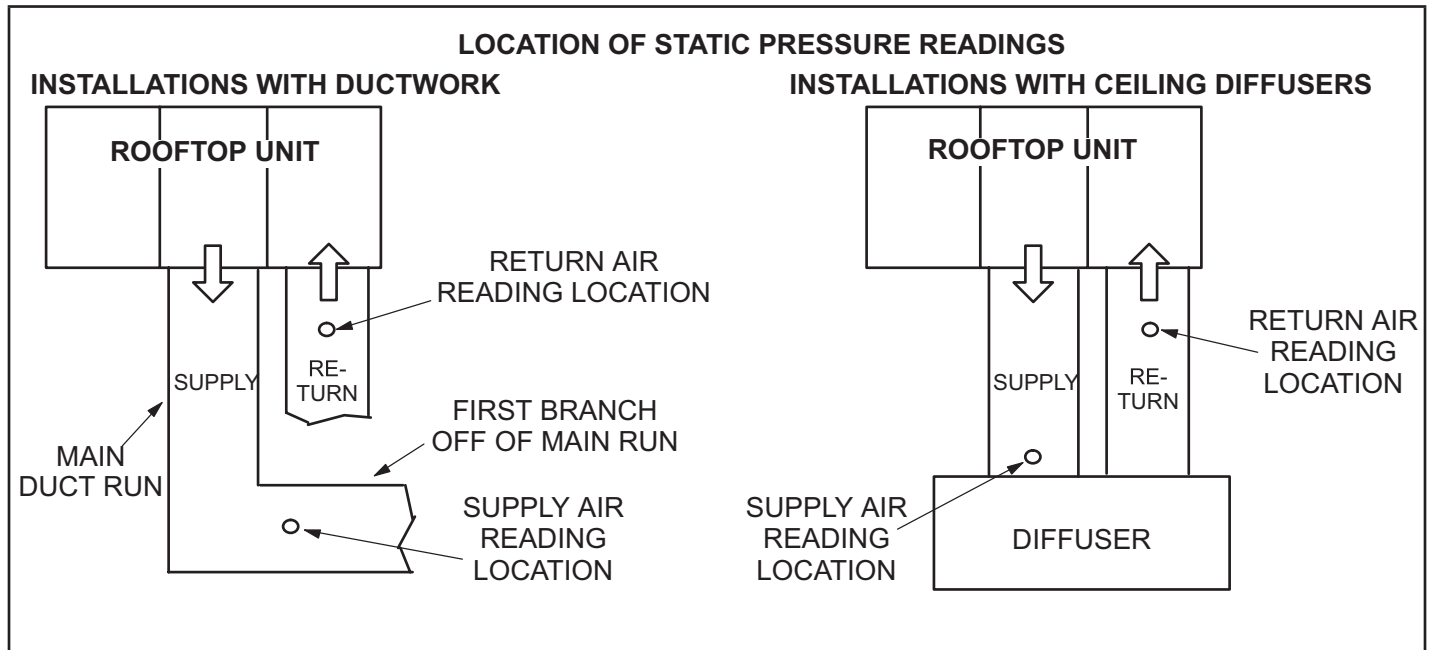 LOCATION OF STATIC PRESSURE READINGS
INSTALLATIONS WITH DUCTWORK
ROOFTOP UNIT
RETURN AIR
READING LOCATION
SUPPLY
RE-
TURN
FIRST BRANCH
OFF OF MAIN RUN
MAIN
DUCT RUN
SUPPLY AIR
READING
LOCATION
INSTALLATIONS WITH CEILING DIFFUSERS
ROOFTOP UNIT
RETURN AIR
READING
LOCATION
SUPPLY
RE-
TURN
SUPPLY AIR
READING
LOCATION
DIFFUSER